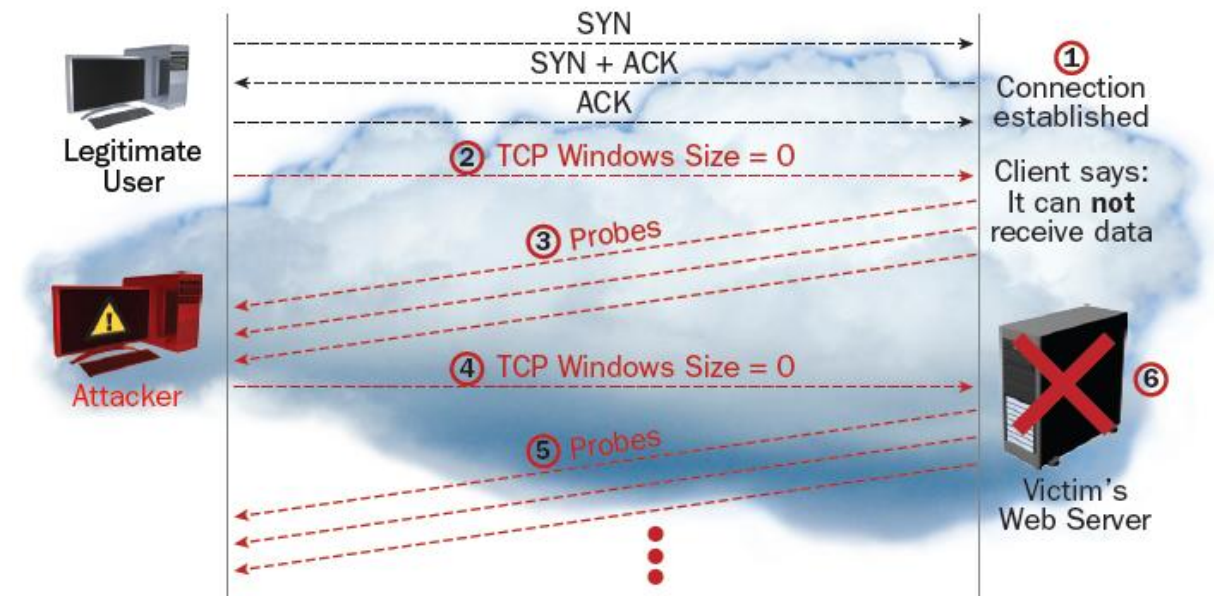 SYN
SYN + ACK
ACK
1
Connection
established
Legitimate
User
2 TCP Windows Size = 0
Client says:
It can not
receive data
3 Probes
4 TCP Windows Size = 0
Attacker
6
5 Probes
Victim's
Web Server